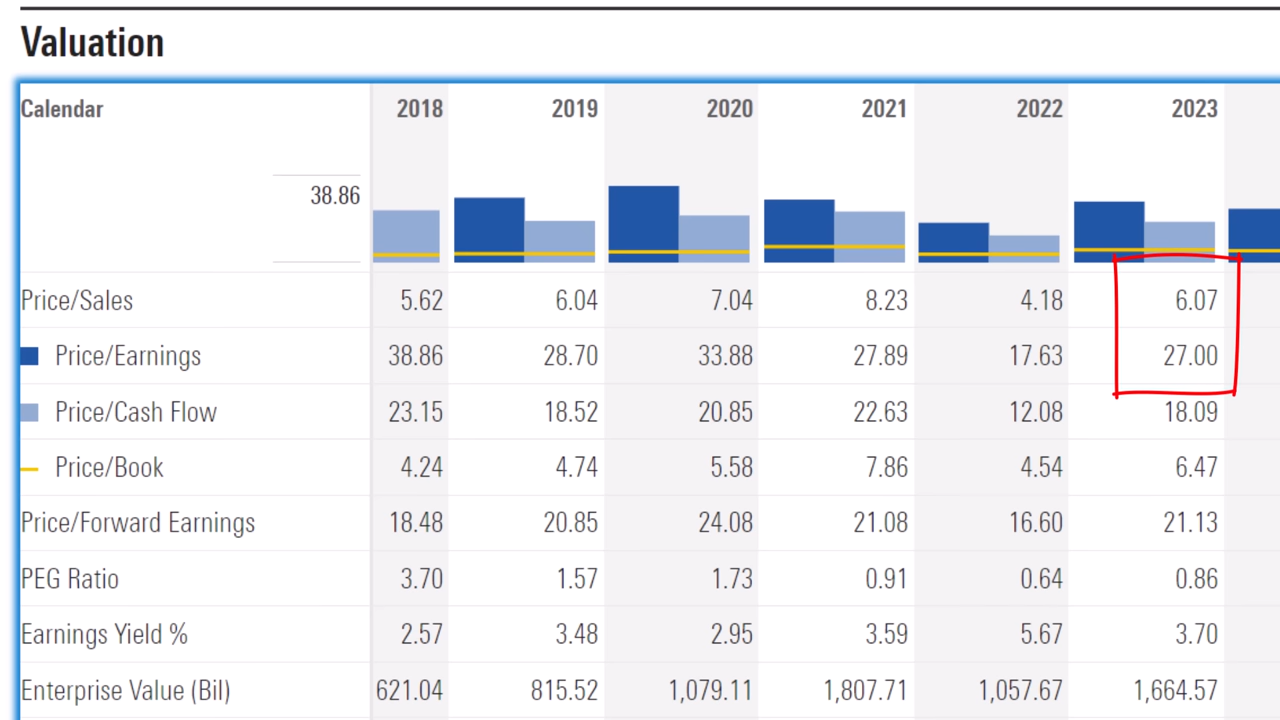 Valuation
Calendar 2018 2019 2020 2021 2022 2023
38.86
Price/Sales 5.62 6.04 7.04 8.23 4.18 6.07
Price/Earnings 38.86 28.70 33.88 27.89 17.63 27.00
Price/Cash Flow 23.15 18.52 20.85 22.63 12.08 18.09
Price/Book 4.24 4.74 5.58 7.86 4.54 6.47
Price/Forward Earnings 18.48 20.85 24.08 21.08 16.60 21.13
PEG Ratio 3.70 1.57 1.73 0.91 0.64 0.86
Earnings Yield % 2.57 3.48 2.95 3.59 5.67 3.70
Enterprise Value (Bil) 621.04 815.52 1,079.11 1,807.71 1,057.67 1,664.57